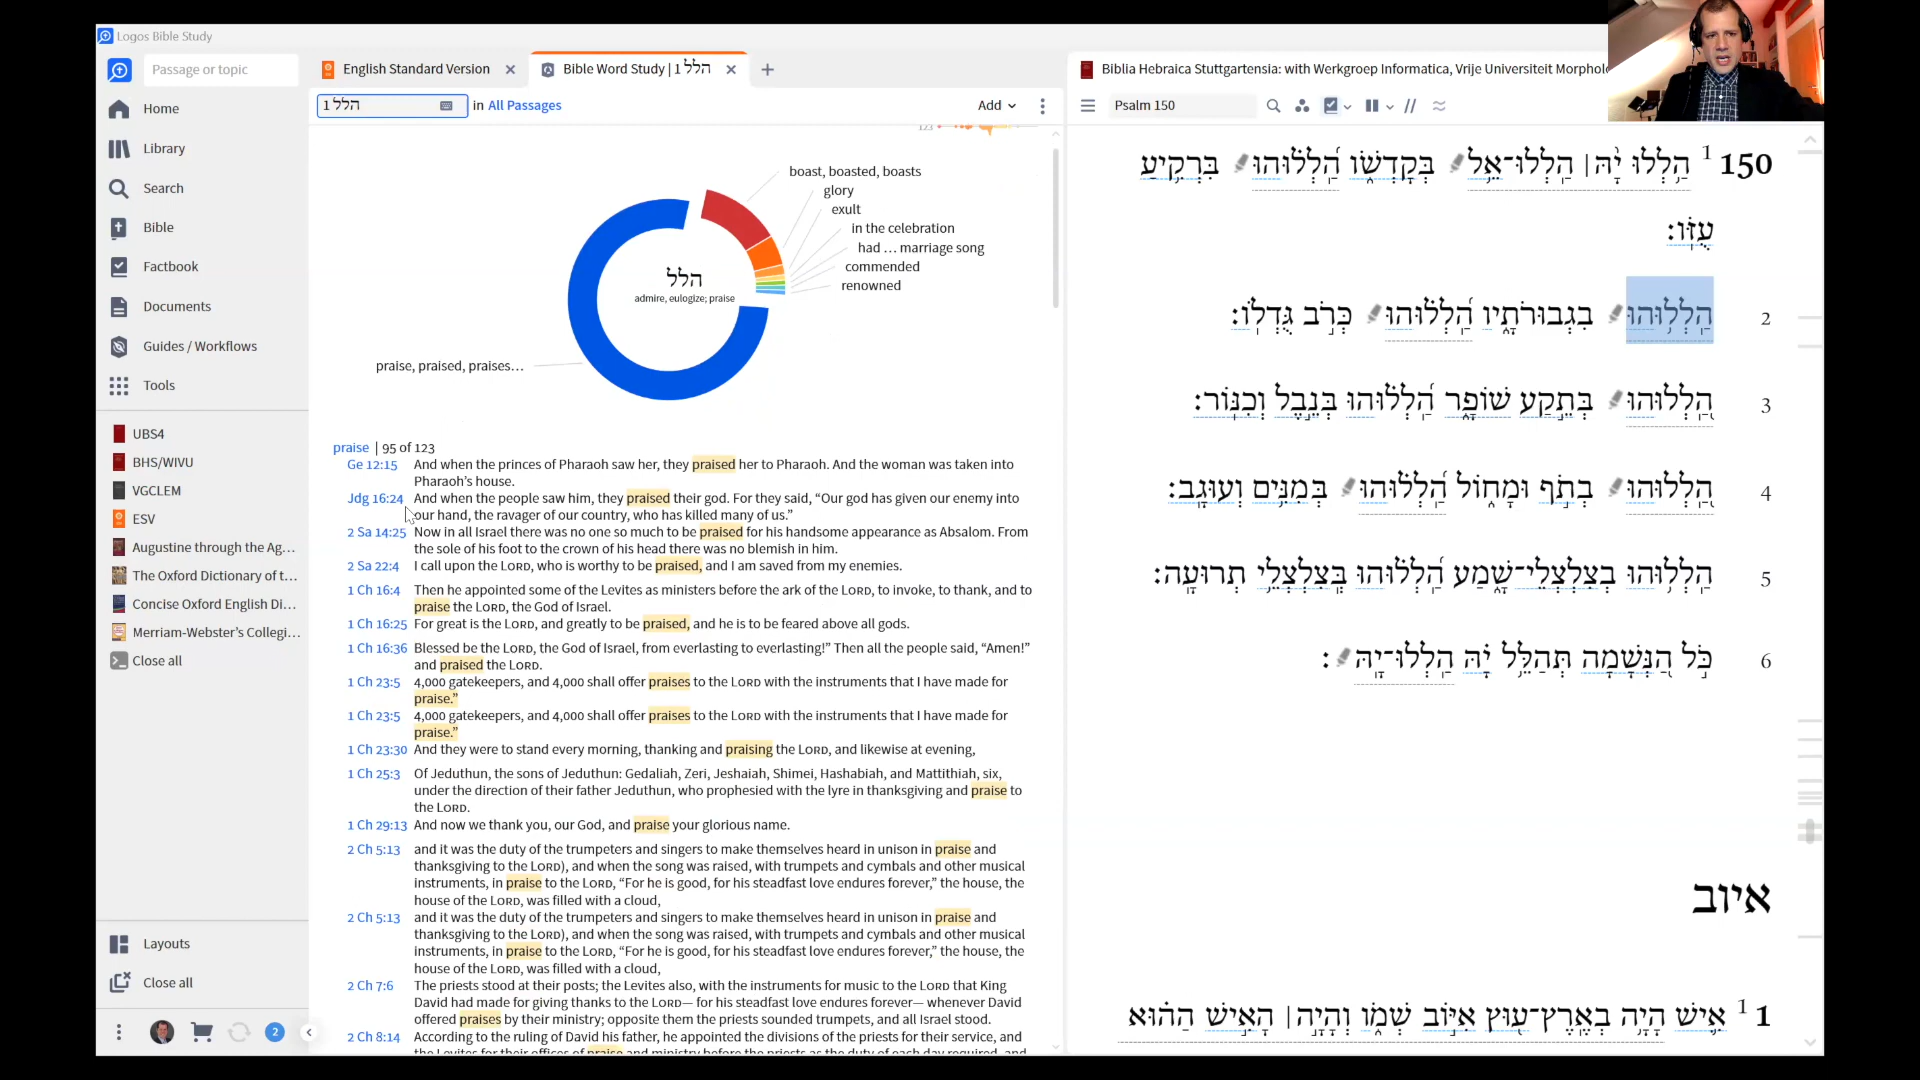 Logos Bible Study
Passage or topic
Home
Library
Search
Bible
Factbook
Documents
Guides / Workflows
Tools
UBS4
BHS/WIVU
VGCLEM
ESV
Augustine through the Ag…
The Oxford Dictionary of t…
Concise Oxford English Di…
Merriam-Webster’s Collegi…
Close all
Layouts
Close all
2
English Standard Version
Bible Word Study | 1 הלל
1 הלל in All Passages
Add
123
boast, boasted, boasts
glory
exult
in the celebration
had … marriage song
commended
renowned
הלל
admire, eulogize; praise
praise, praised, praises…
praise | 95 of 123
Ge 12:15 And when the princes of Pharaoh saw her, they praised her to Pharaoh. And the woman was taken into
Pharaoh’s house.
Jdg 16:24 And when the people saw him, they praised their god. For they said, “Our god has given our enemy into
our hand, the ravager of our country, who has killed many of us.”
2 Sa 14:25 Now in all Israel there was no one so much to be praised for his handsome appearance as Absalom. From
the sole of his foot to the crown of his head there was no blemish in him.
2 Sa 22:4 I call upon the LORD, who is worthy to be praised, and I am saved from my enemies.
1 Ch 16:4 Then he appointed some of the Levites as ministers before the ark of the LORD, to invoke, to thank, and to
praise the LORD, the God of Israel.
1 Ch 16:25 For great is the LORD, and greatly to be praised, and he is to be feared above all gods.
1 Ch 16:36 Blessed be the LORD, the God of Israel, from everlasting to everlasting!” Then all the people said, “Amen!”
and praised the LORD.
1 Ch 23:5 4,000 gatekeepers, and 4,000 shall offer praises to the LORD with the instruments that I have made for
praise.”
1 Ch 23:5 4,000 gatekeepers, and 4,000 shall offer praises to the LORD with the instruments that I have made for
praise.”
1 Ch 23:30 And they were to stand every morning, thanking and praising the LORD, and likewise at evening,
1 Ch 25:3 Of Jeduthun, the sons of Jeduthun: Gedaliah, Zeri, Jeshaiah, Shimei, Hashabiah, and Mattithiah, six,
under the direction of their father Jeduthun, who prophesied with the lyre in thanksgiving and praise to
the LORD.
1 Ch 29:13 And now we thank you, our God, and praise your glorious name.
2 Ch 5:13 and it was the duty of the trumpeters and singers to make themselves heard in unison in praise and
thanksgiving to the LORD), and when the song was raised, with trumpets and cymbals and other musical
instruments, in praise to the LORD, “For he is good, for his steadfast love endures forever,” the house, the
house of the LORD, was filled with a cloud,
2 Ch 5:13 and it was the duty of the trumpeters and singers to make themselves heard in unison in praise and
thanksgiving to the LORD), and when the song was raised, with trumpets and cymbals and other musical
instruments, in praise to the LORD, “For he is good, for his steadfast love endures forever,” the house, the
house of the LORD, was filled with a cloud,
2 Ch 7:6 The priests stood at their posts; the Levites also, with the instruments for music to the LORD that King
David had made for giving thanks to the LORD—for his steadfast love endures forever—whenever David
offered praises by their ministry; opposite them the priests sounded trumpets, and all Israel stood.
2 Ch 8:14 According to the ruling of David his father, he appointed the divisions of the priests for their service, and
the Levites for their offices of praise and ministry before the priests as the duty of each day required, and
Biblia Hebraica Stuttgartensia: with Werkgroep Informatica, Vrije Universiteit Morpholo
Psalm 150
150 1 הַ֥לְלוּ יָ֨הּ׀ הַֽלְלוּ־אֵ֥ל בְּקָדְשׁ֑וֹ הַֽ֝לְל֗וּהוּ בִּרְקִ֥יעַ
עֻזּֽוֹ׃
2 הַֽלְל֥וּהוּ בִגְבוּרֹתָ֑יו הַֽ֝לְל֗וּהוּ כְּרֹ֣ב גֻּדְלֽוֹ׃
3 הַֽ֭לְלוּהוּ בְּתֵ֣קַע שׁוֹפָ֑ר הַֽ֝לְל֗וּהוּ בְּנֵ֣בֶל וְכִנּֽוֹר׃
4 הַֽ֭לְלוּהוּ בְתֹ֣ף וּמָח֑וֹל הַֽ֝לְל֗וּהוּ בְּמִנִּ֥ים וְעוּגָֽב׃
5 הַֽלְל֥וּהוּ בְצִלְצְלֵי־שָׁ֑מַע הַֽ֝לְל֗וּהוּ בְּֽצִלְצְלֵ֥י תְרוּעָֽה׃
6 כֹּ֣ל הַ֭נְּשָׁמָה תְּהַלֵּ֥ל יָ֗הּ הַֽלְלוּ־יָֽהּ׃
איוב
1 1 אִ֛ישׁ הָיָ֥ה בְאֶֽרֶץ־ע֖וּץ אִיּ֣וֹב שְׁמ֑וֹ וְהָיָ֣ה׀ הָאִ֣ישׁ הַה֗וּא